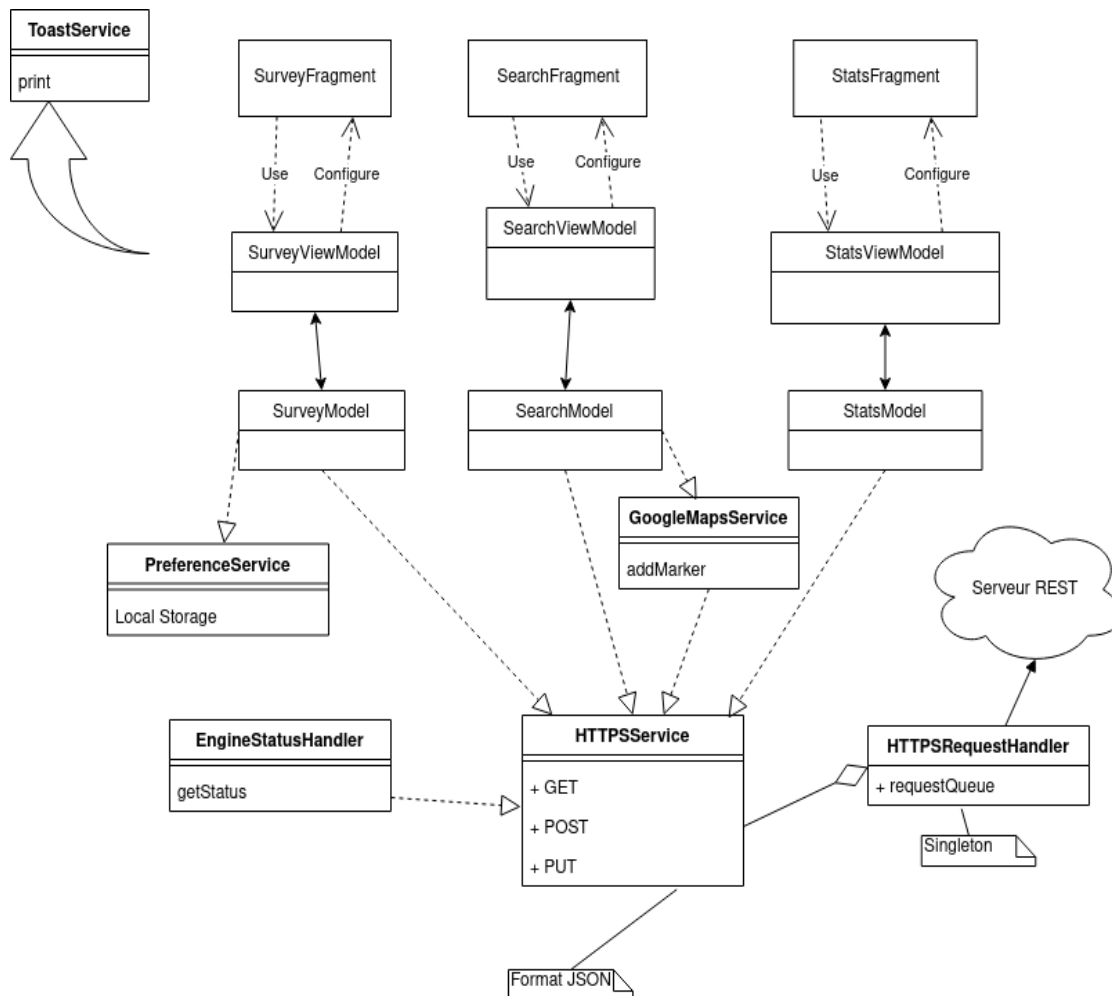 ToastService
print
SurveyFragment
SearchFragment
StatsFragment
Use
Configure
Use
Configure
Use
Configure
SurveyViewModel
SearchViewModel
StatsViewModel
SurveyModel
SearchModel
StatsModel
GoogleMapsService
addMarker
PreferenceService
Local Storage
Serveur REST
EngineStatusHandler
getStatus
HTTPSService
+ GET
+ POST
+ PUT
HTTPSRequestHandler
+ requestQueue
Singleton
Format JSON